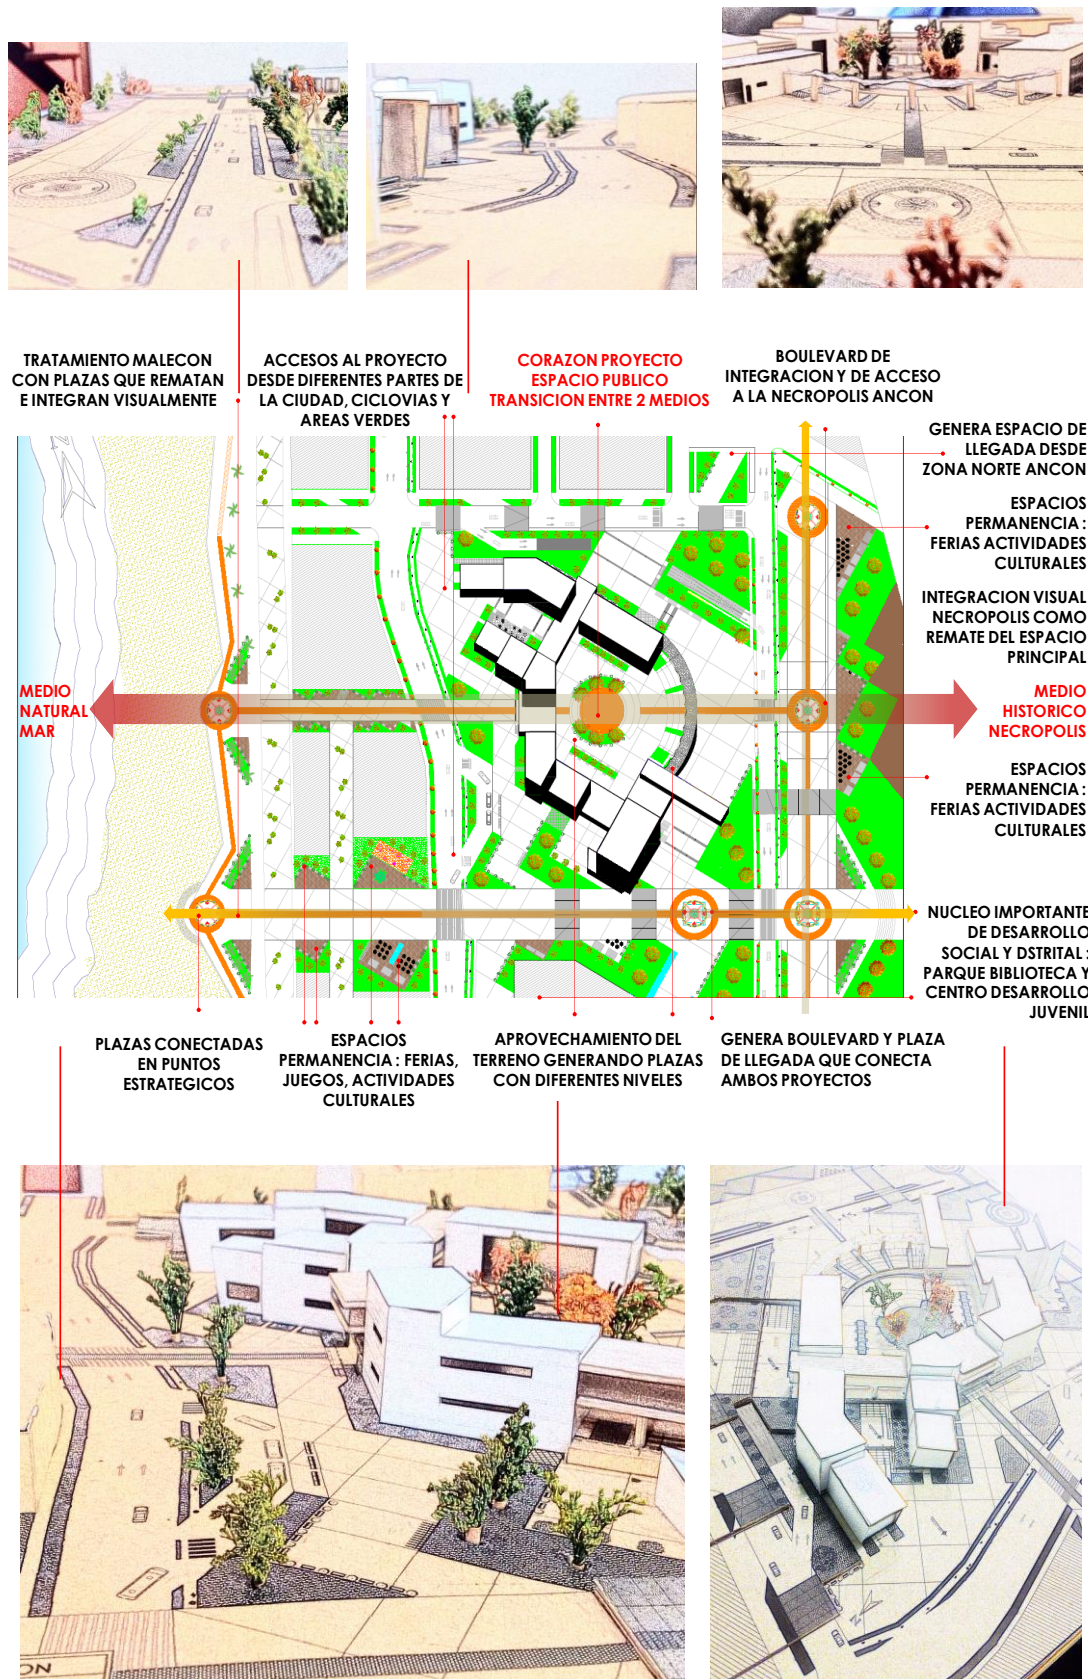 TRATAMIENTO MALECON
CON PLAZAS QUE REMATAN
E INTEGRAN VISUALMENTE
ACCESOS AL PROYECTO
DESDE DIFERENTES PARTES DE
LA CIUDAD, CICLOVIAS Y
AREAS VERDES
CORAZON PROYECTO
ESPACIO PUBLICO
TRANSICION ENTRE 2 MEDIOS
BOULEVARD DE
INTEGRACION Y DE ACCESO
A LA NECROPOLIS ANCON
GENERA ESPACIO DE
LLEGADA DESDE
ZONA NORTE ANCON
ESPACIOS
PERMANENCIA :
FERIAS ACTIVIDADES
CULTURALES
INTEGRACION VISUAL
NECROPOLIS COMO
REMATE DEL ESPACIO
PRINCIPAL
MEDIO
NATURAL
MAR
MEDIO
HISTORICO
NECROPOLIS
ESPACIOS
PERMANENCIA :
FERIAS ACTIVIDADES
CULTURALES
NUCLEO IMPORTANTE
DE DESARROLLO
SOCIAL Y DSTRITAL :
PARQUE BIBLIOTECA Y
CENTRO DESARROLLO
JUVENIL
PLAZAS CONECTADAS
EN PUNTOS
ESTRATEGICOS
ESPACIOS
PERMANENCIA : FERIAS,
JUEGOS, ACTIVIDADES
CULTURALES
APROVECHAMIENTO DEL
TERRENO GENERANDO PLAZAS
CON DIFERENTES NIVELES
GENERA BOULEVARD Y PLAZA
DE LLEGADA QUE CONECTA
AMBOS PROYECTOS
ON
N